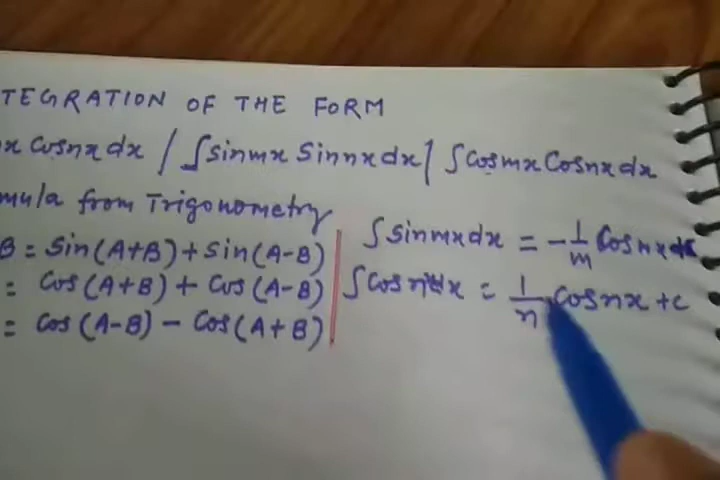 TEGRATION OF THE FORM
x Cosnx dx / ∫sinmx Sinnx dx / ∫Cosmx Cosnx dx
mula from Trigonometry
B = Sin(A+B) + Sin(A-B)
= Cos(A+B) + Cos(A-B)
= Cos(A-B) - Cos(A+B)
∫sinmx dx = -1/m Cosmx
= 1/n Cosnx + c